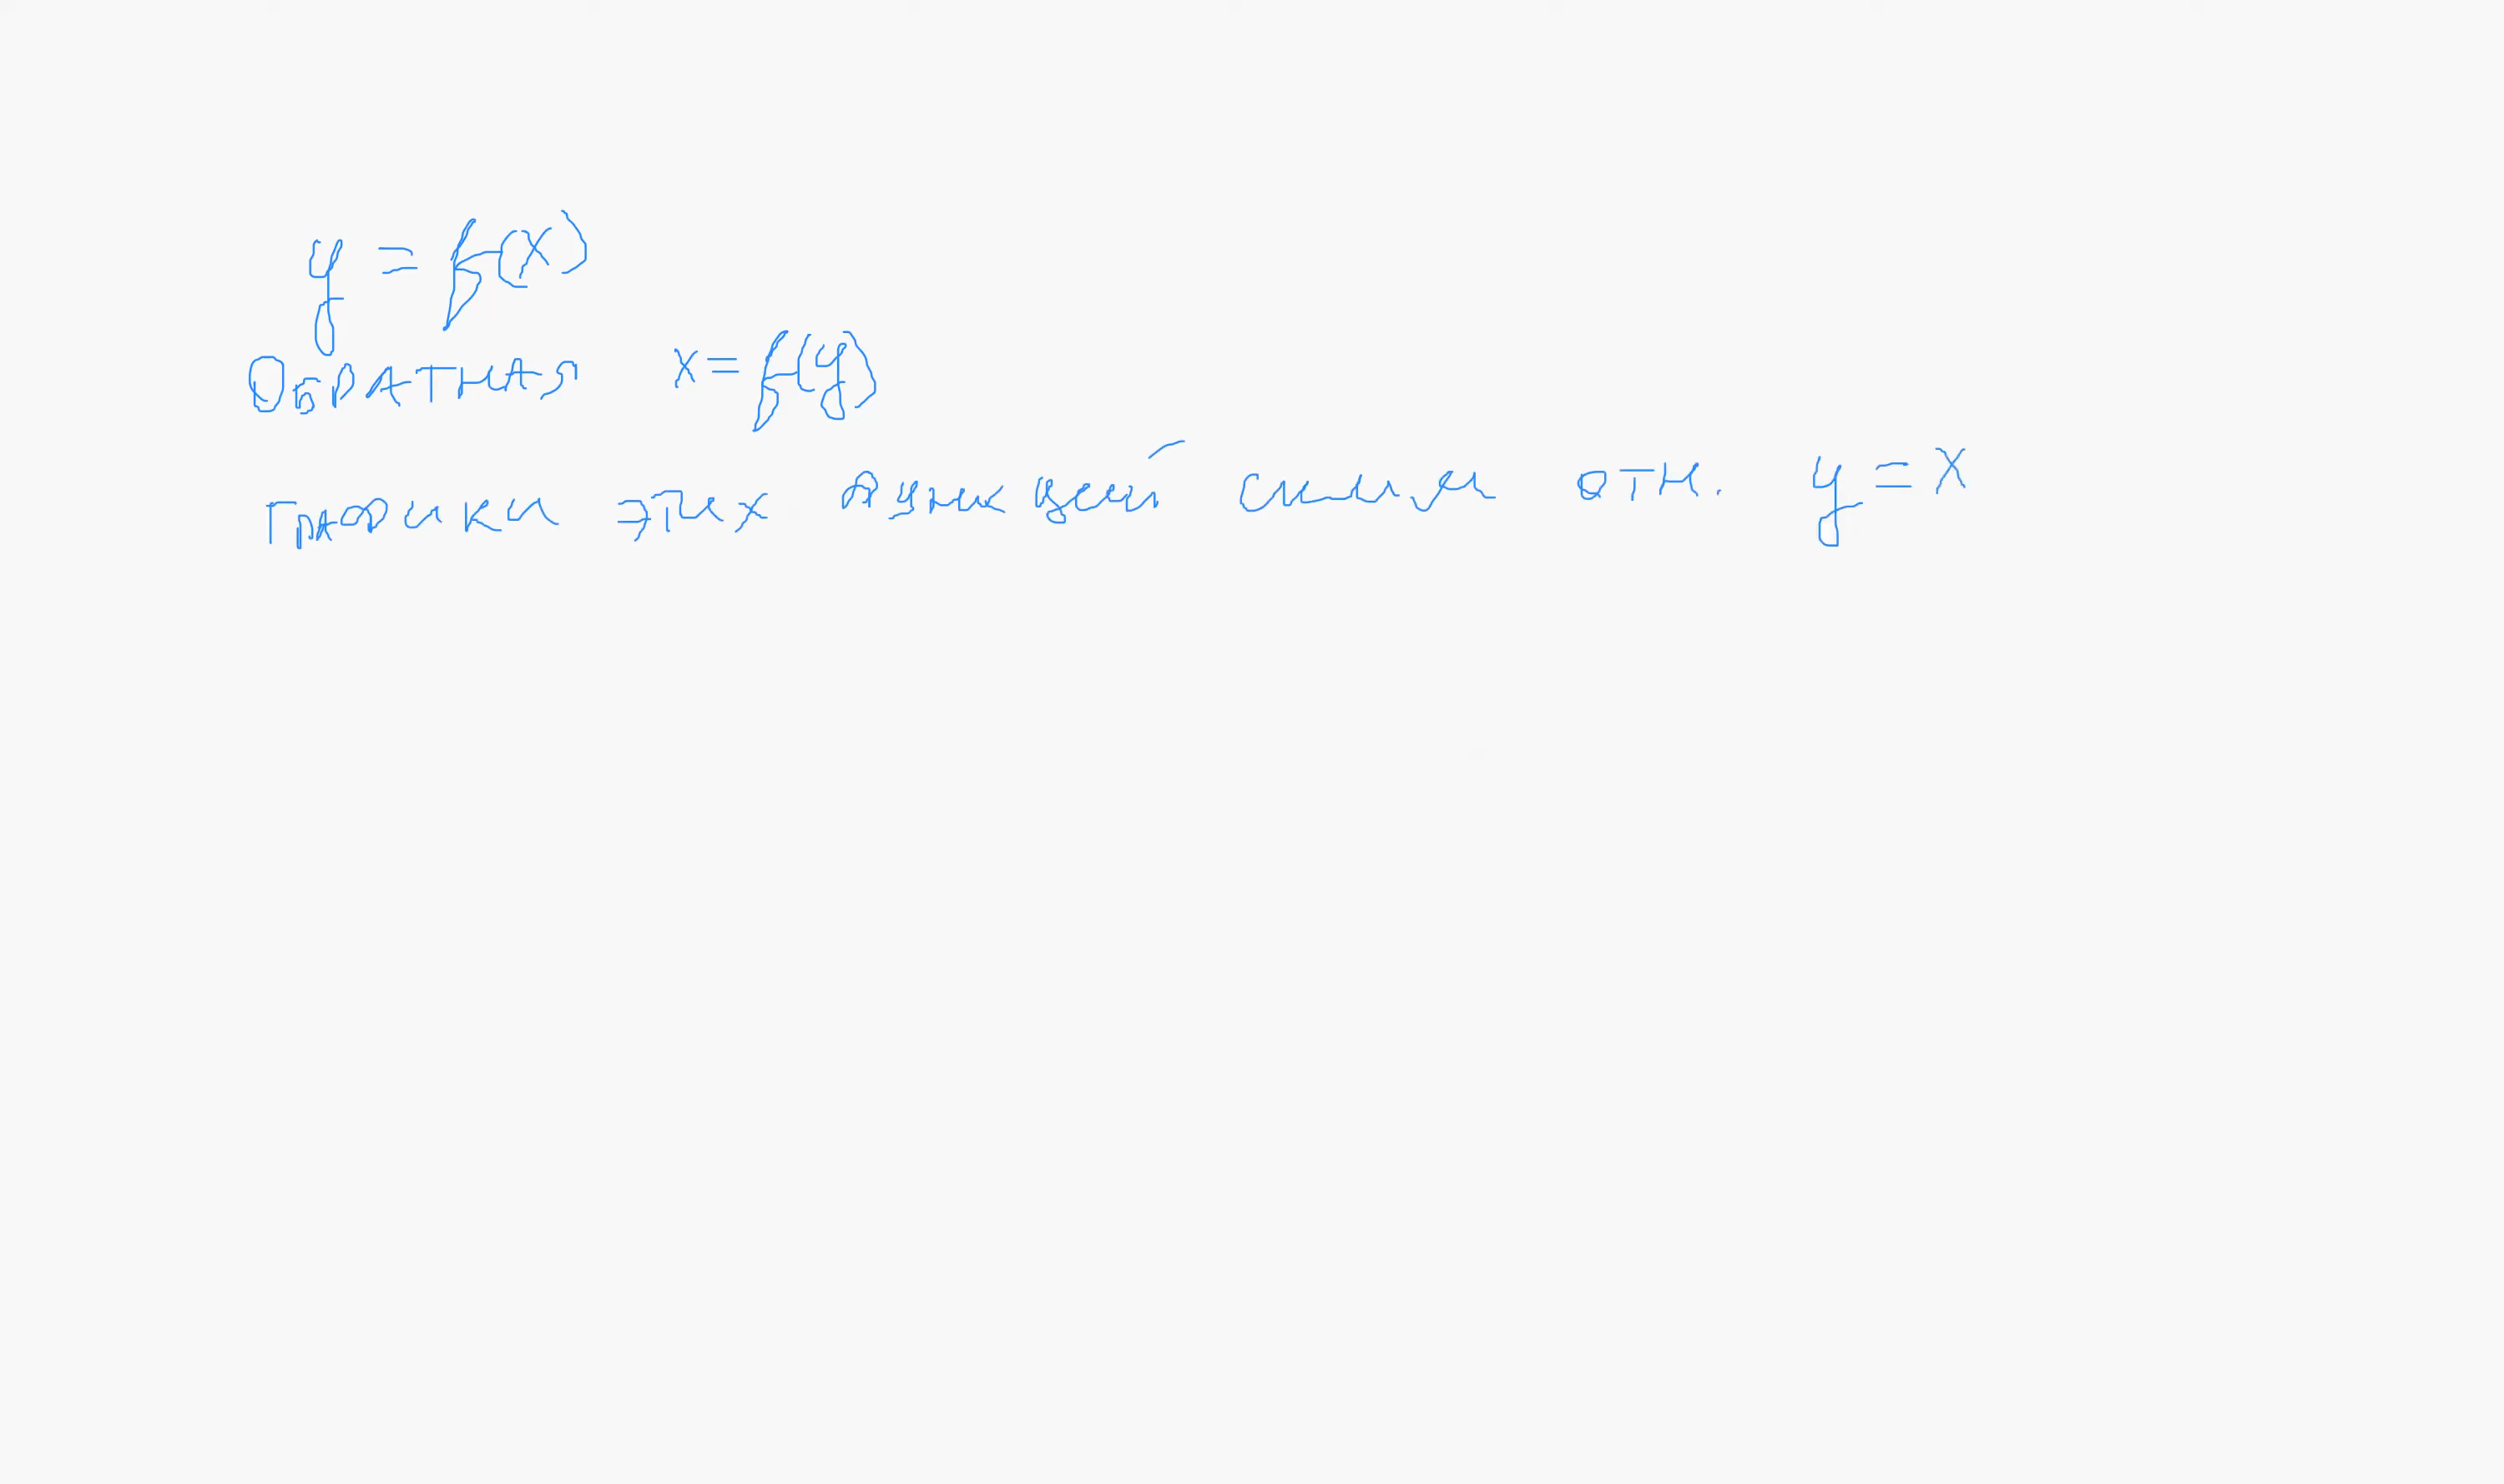 y = f(x)
Обратная x = f(y)
Графики этих функций симм. отн. y = x